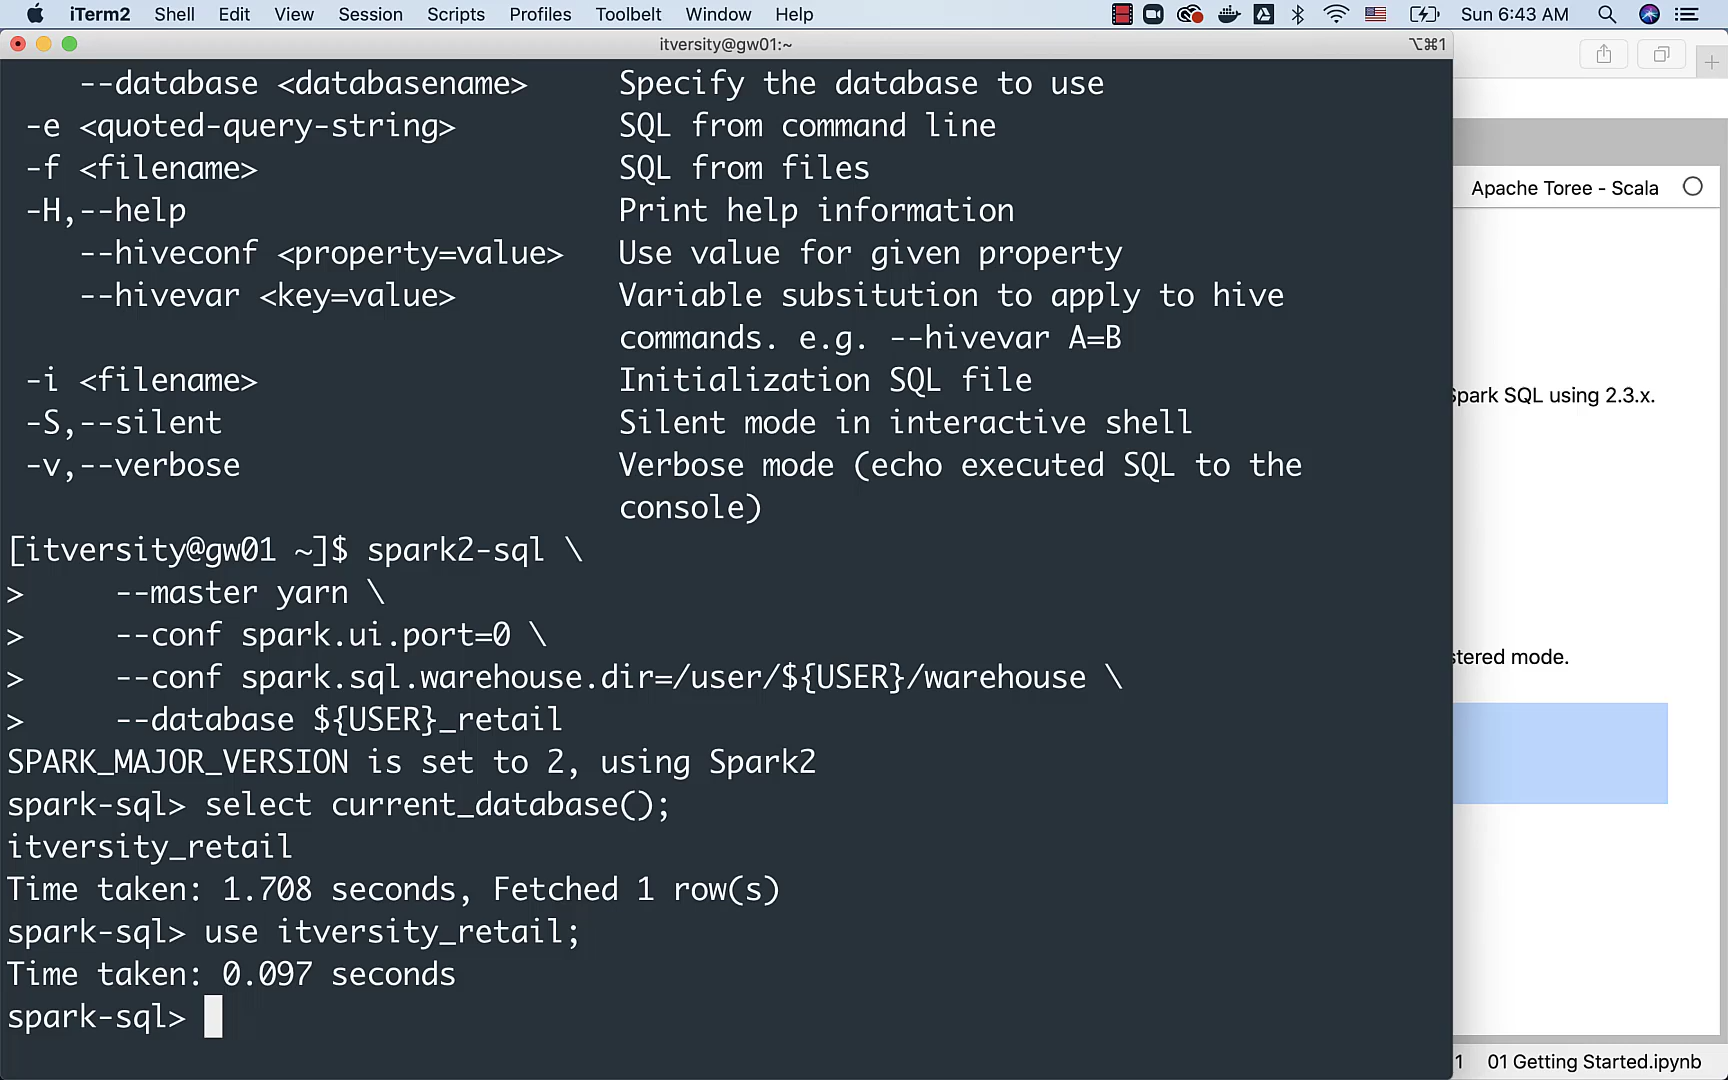 iTerm2 Shell Edit View Session Scripts Profiles Toolbelt Window Help Sun 6:43 AM
itversity@gw01:~ ⌥⌘1
--database <databasename> Specify the database to use
-e <quoted-query-string> SQL from command line
-f <filename> SQL from files
-H,--help Print help information
--hiveconf <property=value> Use value for given property
--hivevar <key=value> Variable subsitution to apply to hive
commands. e.g. --hivevar A=B
-i <filename> Initialization SQL file
-S,--silent Silent mode in interactive shell
-v,--verbose Verbose mode (echo executed SQL to the
console)
[itversity@gw01 ~]$ spark2-sql \
> --master yarn \
> --conf spark.ui.port=0 \
> --conf spark.sql.warehouse.dir=/user/${USER}/warehouse \
> --database ${USER}_retail
SPARK_MAJOR_VERSION is set to 2, using Spark2
spark-sql> select current_database();
itversity_retail
Time taken: 1.708 seconds, Fetched 1 row(s)
spark-sql> use itversity_retail;
Time taken: 0.097 seconds
spark-sql>
Apache Toree - Scala
Spark SQL using 2.3.x.
stered mode.
1 01 Getting Started.ipynb